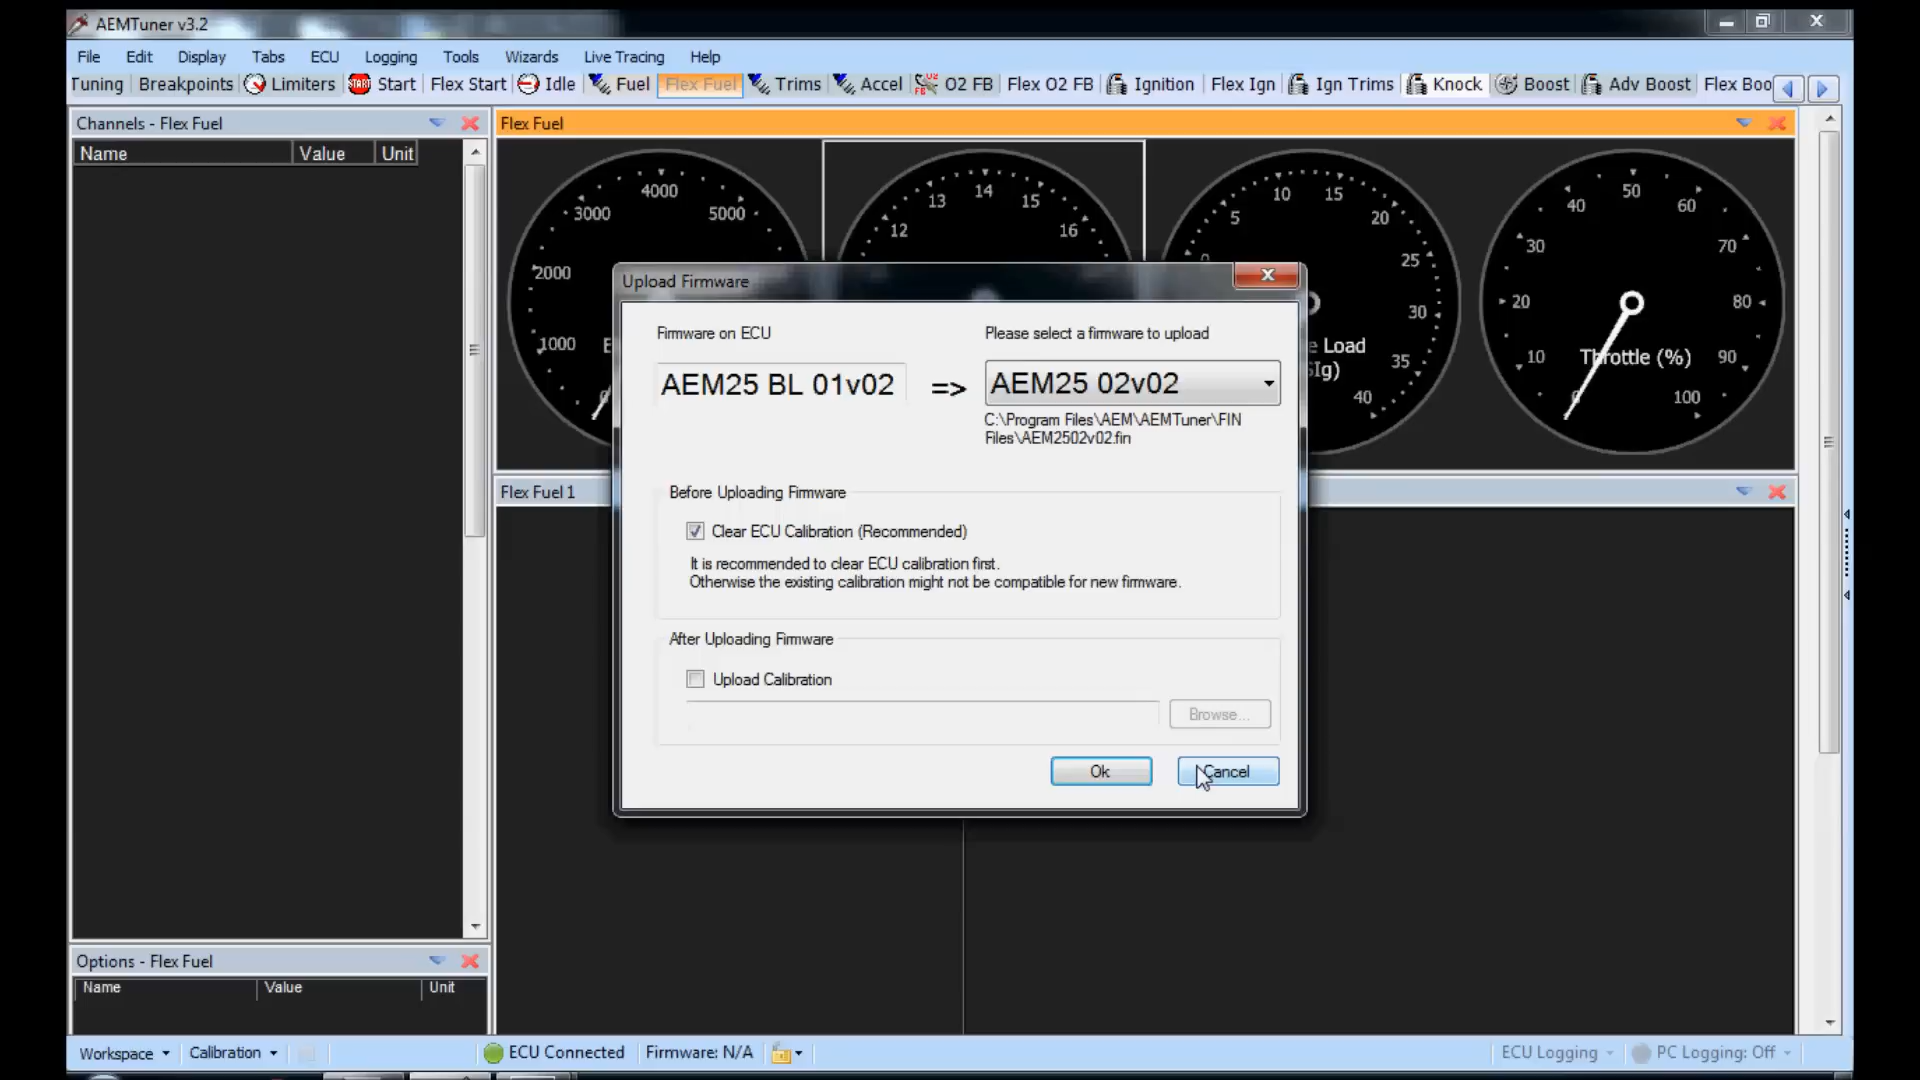 AEMTuner v3.2
File Edit Display Tabs ECU Logging Tools Wizards Live Tracing Help
Tuning Breakpoints Limiters START Start Flex Start Idle Fuel Flex Fuel Trims Accel O2 FB Flex O2 FB Ignition Flex Ign Ign Trims Knock Boost Adv Boost Flex Boo
Channels - Flex Fuel
Name Value Unit
Flex Fuel
1000 2000 3000 4000 5000
12 13 14 15 16
0 5 10 15 20 25 30 35 40
e Load
0 10 20 30 40 50 60 70 80 90 100
Throttle (%)
Flex Fuel 1
Upload Firmware
Firmware on ECU
AEM25 BL 01v02
=>
Please select a firmware to upload
AEM25 02v02
C:\Program Files\AEM\AEMTuner\FIN
Files\AEM2502v02.fin
Before Uploading Firmware
Clear ECU Calibration (Recommended)
It is recommended to clear ECU calibration first.
Otherwise the existing calibration might not be compatible for new firmware.
After Uploading Firmware
Upload Calibration
Browse...
Ok Cancel
Options - Flex Fuel
Name Value Unit
Workspace Calibration ECU Connected Firmware: N/A ECU Logging PC Logging: Off